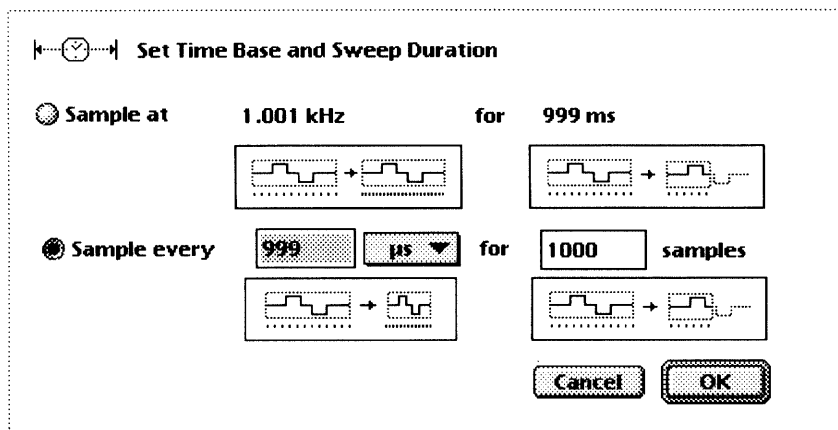 Set Time Base and Sweep Duration
Sample at 1.001 kHz for 999 ms
Sample every 999 µs for 1000 samples
Cancel OK